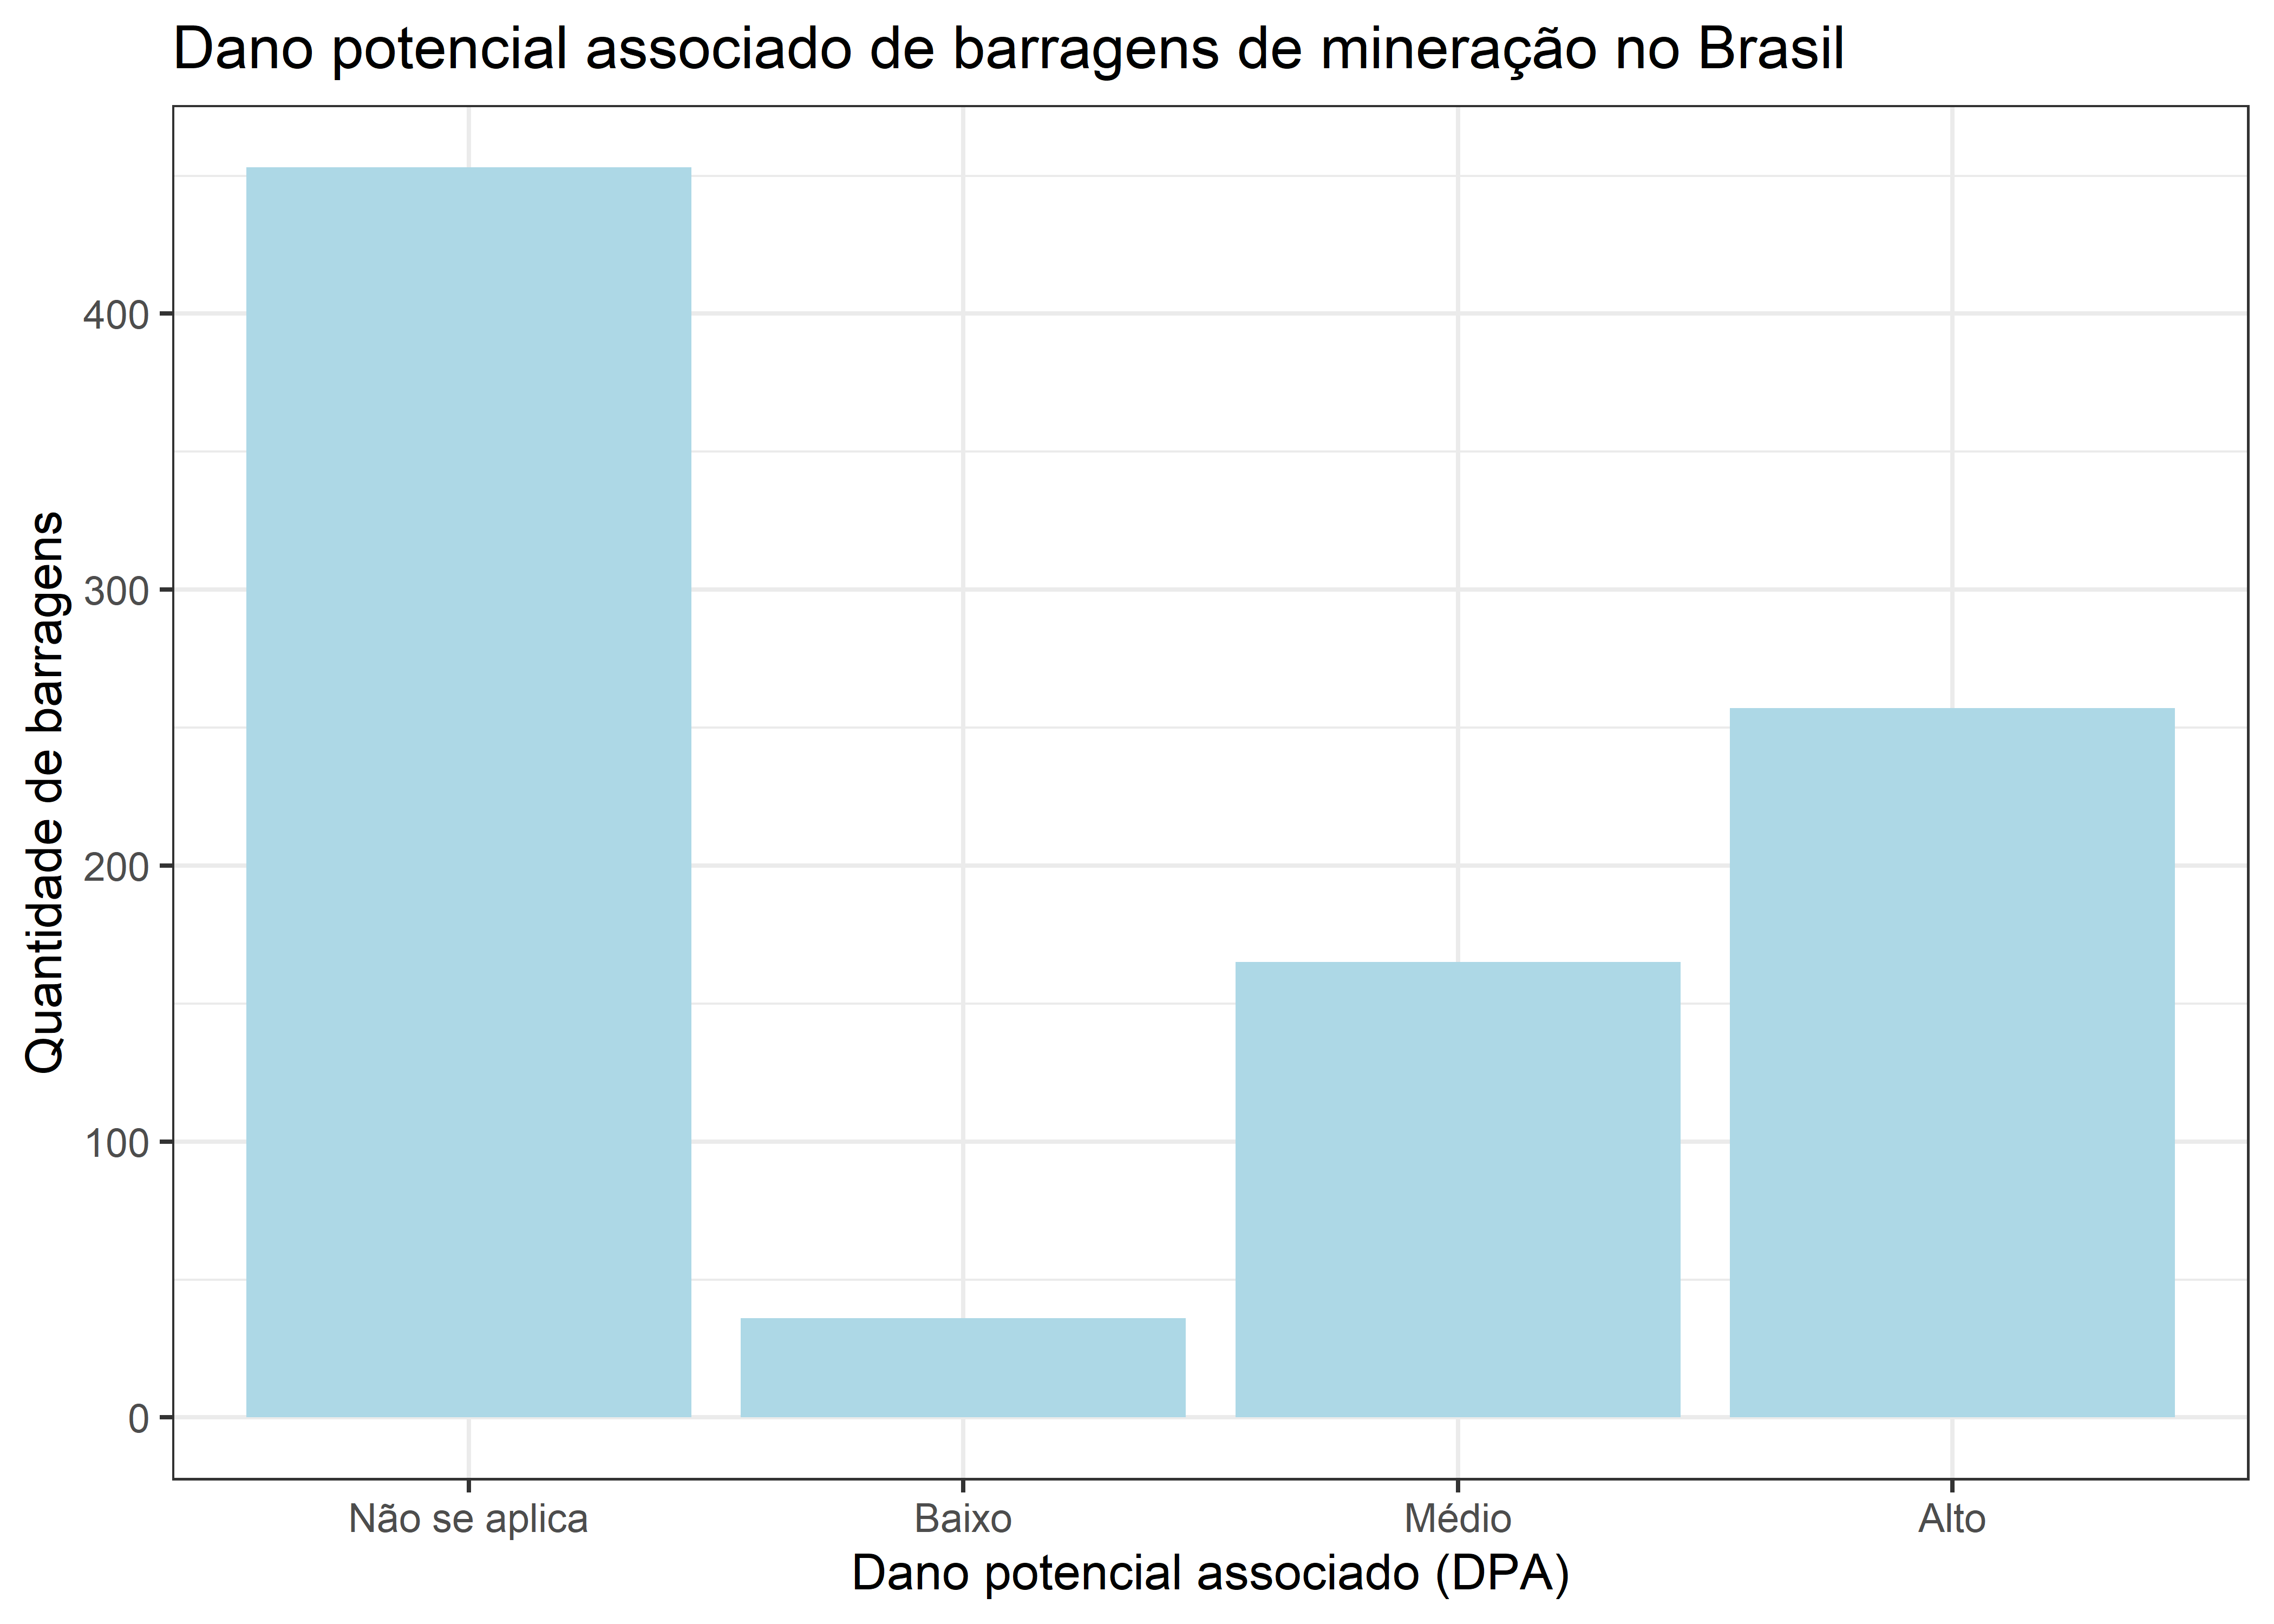 Dano potencial associado de barragens de mineração no Brasil
Quantidade de barragens
400
300
200
100
0
Não se aplica
Baixo
Médio
Alto
Dano potencial associado (DPA)